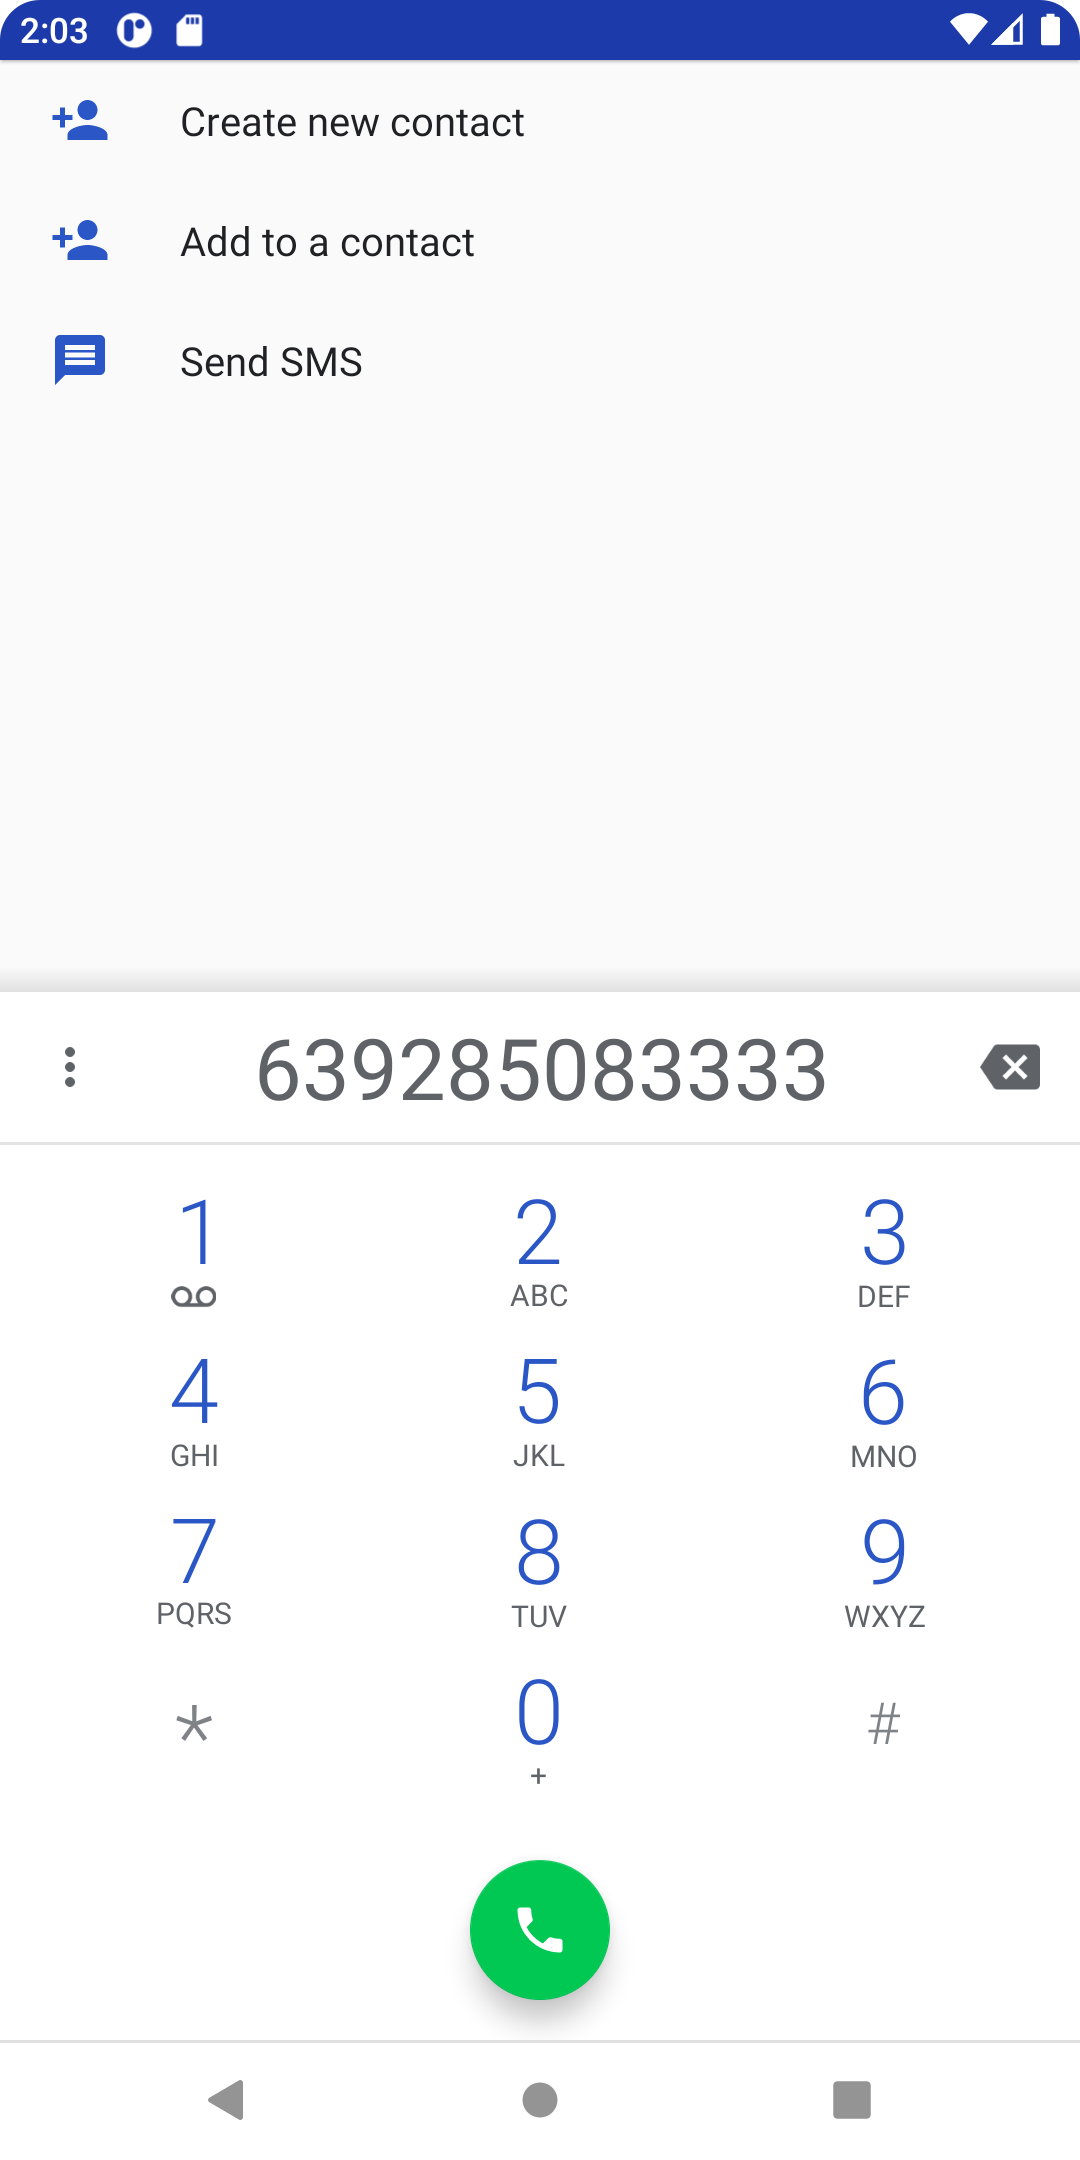 2:03
Create new contact
Add to a contact
Send SMS
639285083333
1 2 3
ABC DEF
4 5 6
GHI JKL MNO
7 8 9
PQRS TUV WXYZ
* 0 #
+